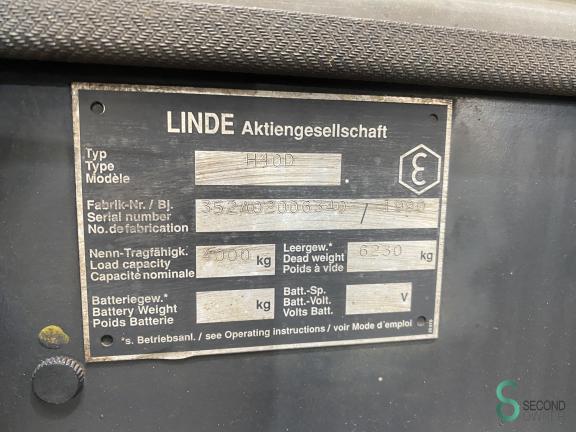 LINDE Aktiengesellschaft
Typ
Type
Modèle
H40D
Fabrik-Nr. / Bj.
Serial number
No. de fabrication
/
Nenn-Tragfähigk.
Load capacity
Capacité nominale
4000 kg
Leergew.*
Dead weight
Poids à vide
6230 kg
Batteriegew.*
Battery Weight
Poids Batterie
kg
Batt.-Sp.
Batt.-Volt.
Volts Batt.
V
*s. Betriebsanl. / see Operating instructions / voir Mode d'emploi
SECOND